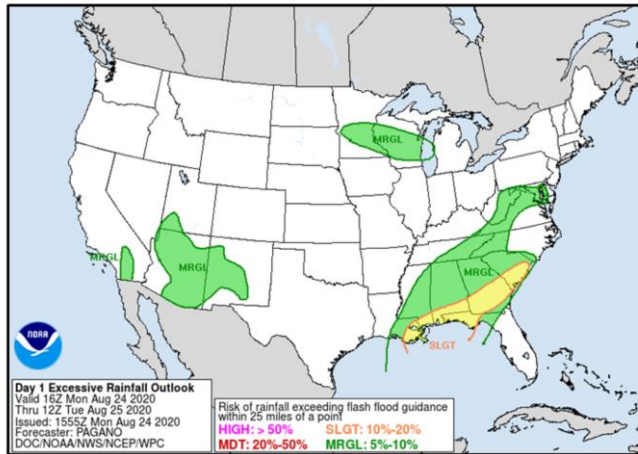 MRGL
MRGL
MRGL
MRGL
SLGT
NOAA
Day 1 Excessive Rainfall Outlook
Valid 16Z Mon Aug 24 2020
Thru 12Z Tue Aug 25 2020
Issued: 1555Z Mon Aug 24 2020
Forecaster: PAGANO
DOC/NOAA/NWS/NCEP/WPC
Risk of rainfall exceeding flash flood guidance
within 25 miles of a point
HIGH: > 50% SLGT: 10%-20%
MDT: 20%-50% MRGL: 5%-10%